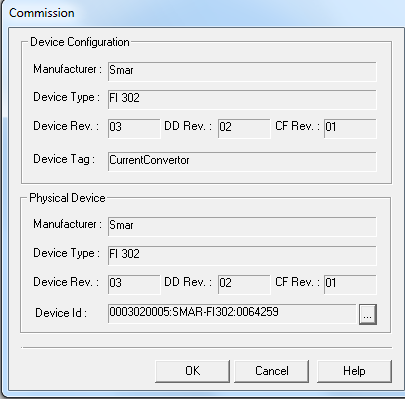 Commission
Device Configuration
Manufacturer : Smar
Device Type : FI 302
Device Rev. : 03 DD Rev. : 02 CF Rev. : 01
Device Tag : CurrentConvertor
Physical Device
Manufacturer : Smar
Device Type : FI 302
Device Rev. : 03 DD Rev. : 02 CF Rev. : 01
Device Id : 0003020005:SMAR-FI302:0064259 ...
OK Cancel Help